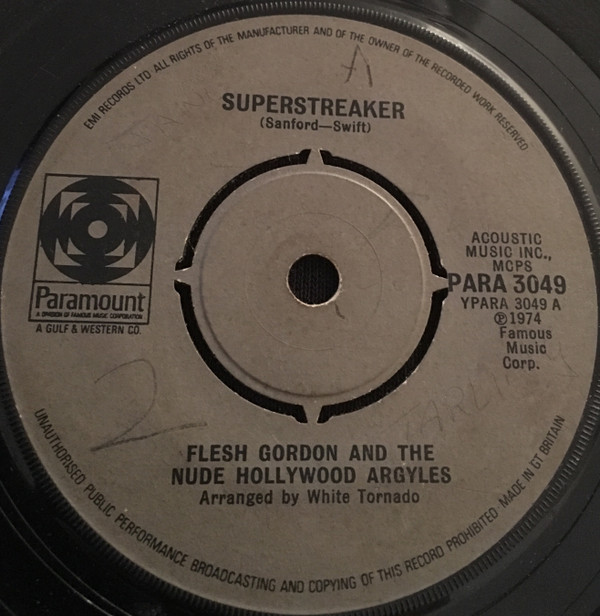 EMI RECORDS LTD ALL RIGHTS OF THE MANUFACTURER AND OF THE OWNER OF THE RECORDED WORK RESERVED
A
SUPERSTREAKER
(Sanford—Swift)
Paramount
A DIVISION OF FAMOUS MUSIC CORPORATION
A GULF & WESTERN CO.
ACOUSTIC
MUSIC INC.,
MCPS
PARA 3049
YPARA 3049 A
℗1974
Famous
Music
Corp.
2
FLESH GORDON AND THE
NUDE HOLLYWOOD ARGYLES
Arranged by White Tornado
UNAUTHORISED PUBLIC PERFORMANCE BROADCASTING AND COPYING OF THIS RECORD PROHIBITED MADE IN GT BRITAIN